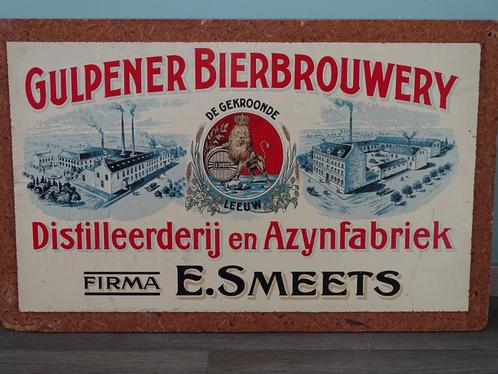 GULPENER BIERBROUWERY
DE GEKROONDE
LEEUW
Distilleerderij en Azynfabriek
FIRMA E.SMEETS